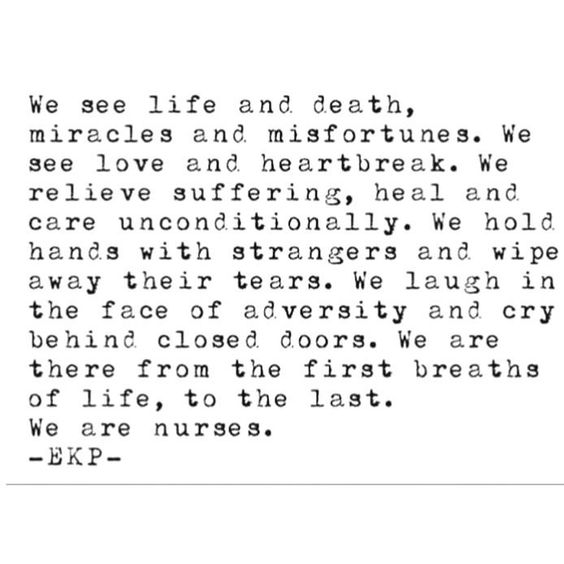 We see life and death,
miracles and misfortunes. We
see love and heartbreak. We
relieve suffering, heal and
care unconditionally. We hold
hands with strangers and wipe
away their tears. We laugh in
the face of adversity and cry
behind closed doors. We are
there from the first breaths
of life, to the last.
We are nurses.
-EKP-